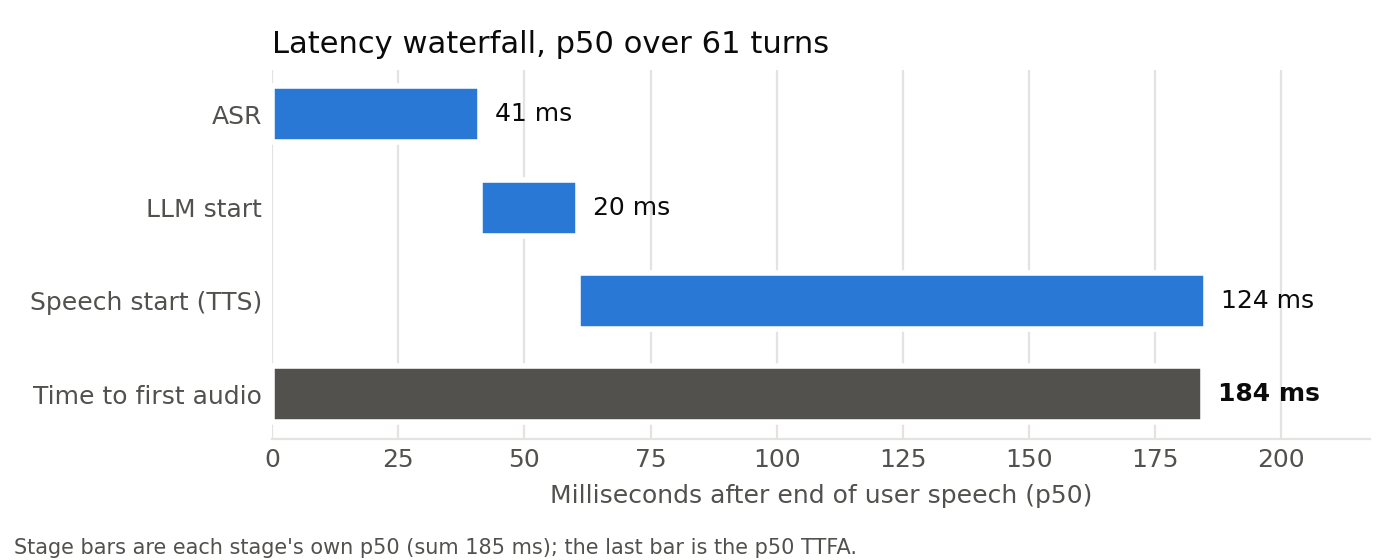 Latency waterfall, p50 over 61 turns
ASR
41 ms
LLM start
20 ms
Speech start (TTS)
124 ms
Time to first audio
184 ms
0 25 50 75 100 125 150 175 200
Milliseconds after end of user speech (p50)
Stage bars are each stage's own p50 (sum 185 ms); the last bar is the p50 TTFA.